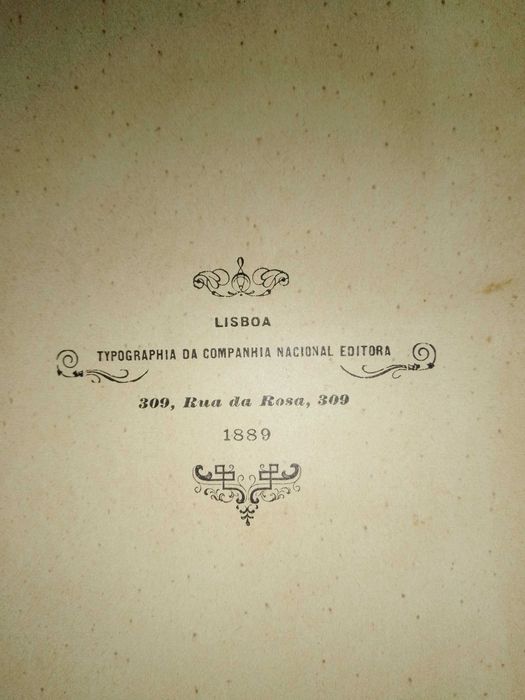 LISBOA
TYPOGRAPHIA DA COMPANHIA NACIONAL EDITORA
309, Rua da Rosa, 309
1889